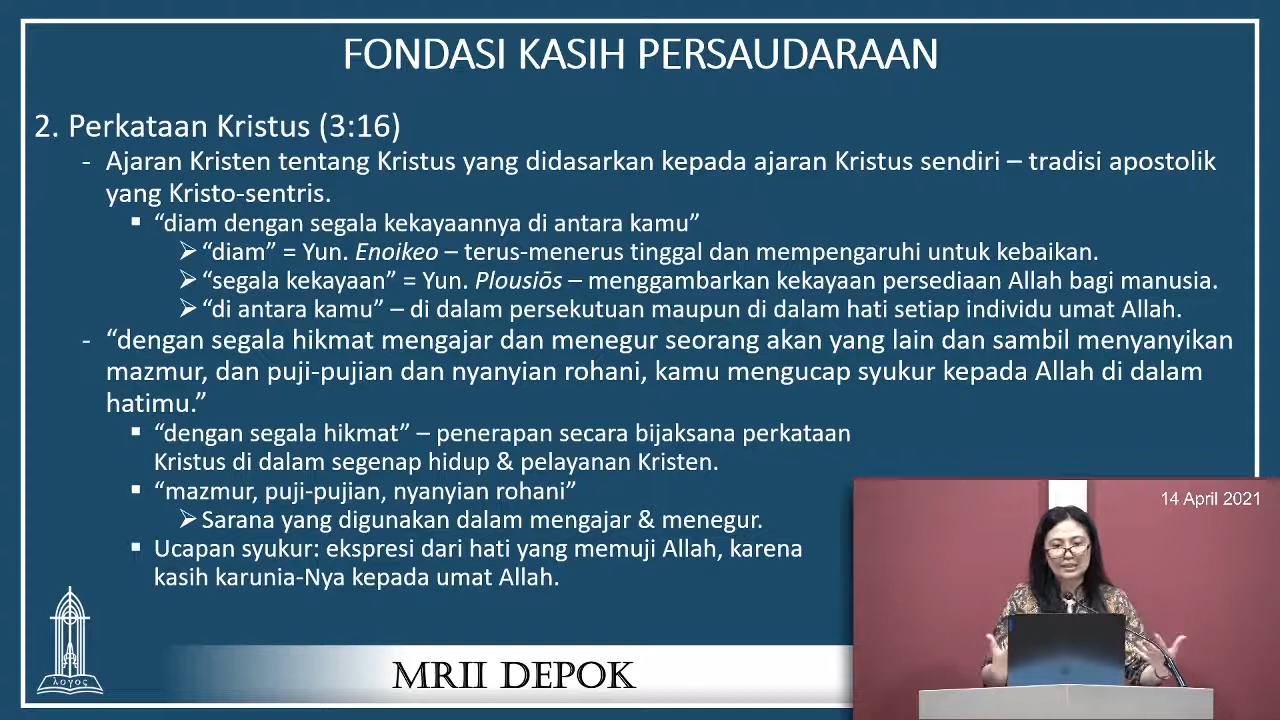 FONDASI KASIH PERSAUDARAAN
2. Perkataan Kristus (3:16)
- Ajaran Kristen tentang Kristus yang didasarkan kepada ajaran Kristus sendiri – tradisi apostolik
yang Kristo-sentris.
▪ “diam dengan segala kekayaannya di antara kamu”
➢ “diam” = Yun. Enoikeo – terus-menerus tinggal dan mempengaruhi untuk kebaikan.
➢ “segala kekayaan” = Yun. Plousiōs – menggambarkan kekayaan persediaan Allah bagi manusia.
➢ “di antara kamu” – di dalam persekutuan maupun di dalam hati setiap individu umat Allah.
- “dengan segala hikmat mengajar dan menegur seorang akan yang lain dan sambil menyanyikan
mazmur, dan puji-pujian dan nyanyian rohani, kamu mengucap syukur kepada Allah di dalam
hatimu.”
▪ “dengan segala hikmat” – penerapan secara bijaksana perkataan
Kristus di dalam segenap hidup & pelayanan Kristen.
▪ “mazmur, puji-pujian, nyanyian rohani”
➢ Sarana yang digunakan dalam mengajar & menegur.
▪ Ucapan syukur: ekspresi dari hati yang memuji Allah, karena
kasih karunia-Nya kepada umat Allah.
14 April 2021
λογος
MRII DEPOK